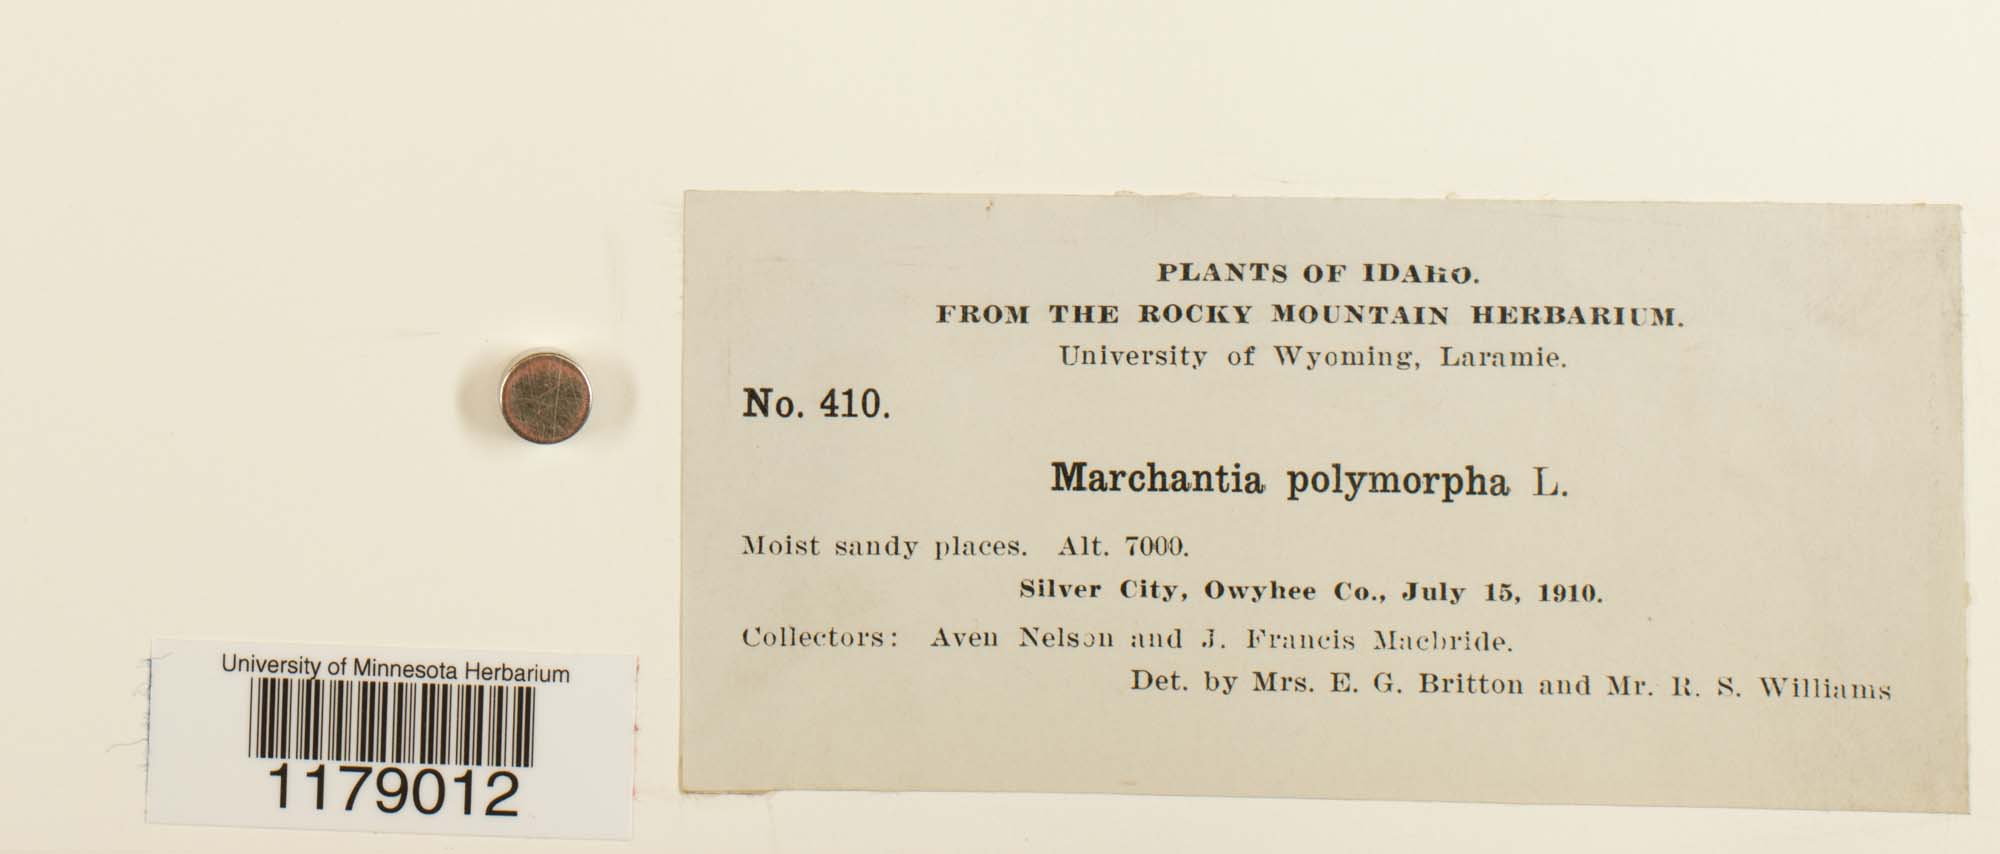 PLANTS OF IDAHO.
FROM THE ROCKY MOUNTAIN HERBARIUM.
University of Wyoming, Laramie.
No. 410.
Marchantia polymorpha L.
Moist sandy places. Alt. 7000.
Silver City, Owyhee Co., July 15, 1910.
Collectors: Aven Nelson and J. Francis Macbride.
Det. by Mrs. E. G. Britton and Mr. R. S. Williams
University of Minnesota Herbarium
1179012